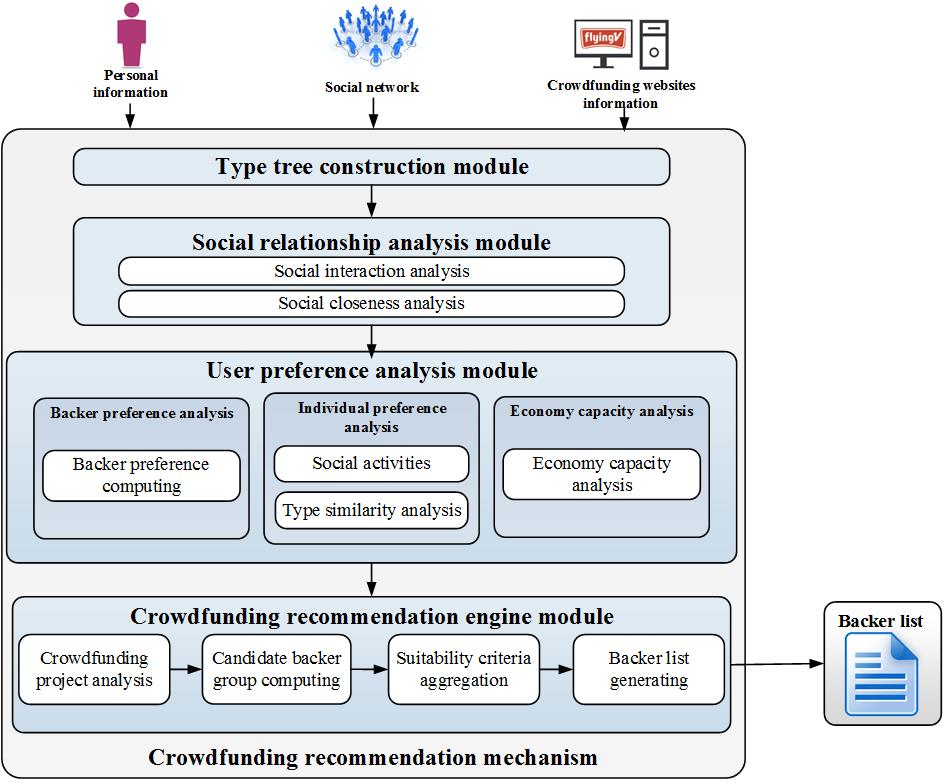 Personal
information
Social network
flyingV
Crowdfunding websites
information
Type tree construction module
Social relationship analysis module
Social interaction analysis
Social closeness analysis
User preference analysis module
Backer preference analysis
Backer preference
computing
Individual preference
analysis
Social activities
Type similarity analysis
Economy capacity analysis
Economy capacity
analysis
Crowdfunding recommendation engine module
Crowdfunding
project analysis
Candidate backer
group computing
Suitability criteria
aggregation
Backer list
generating
Backer list
Crowdfunding recommendation mechanism